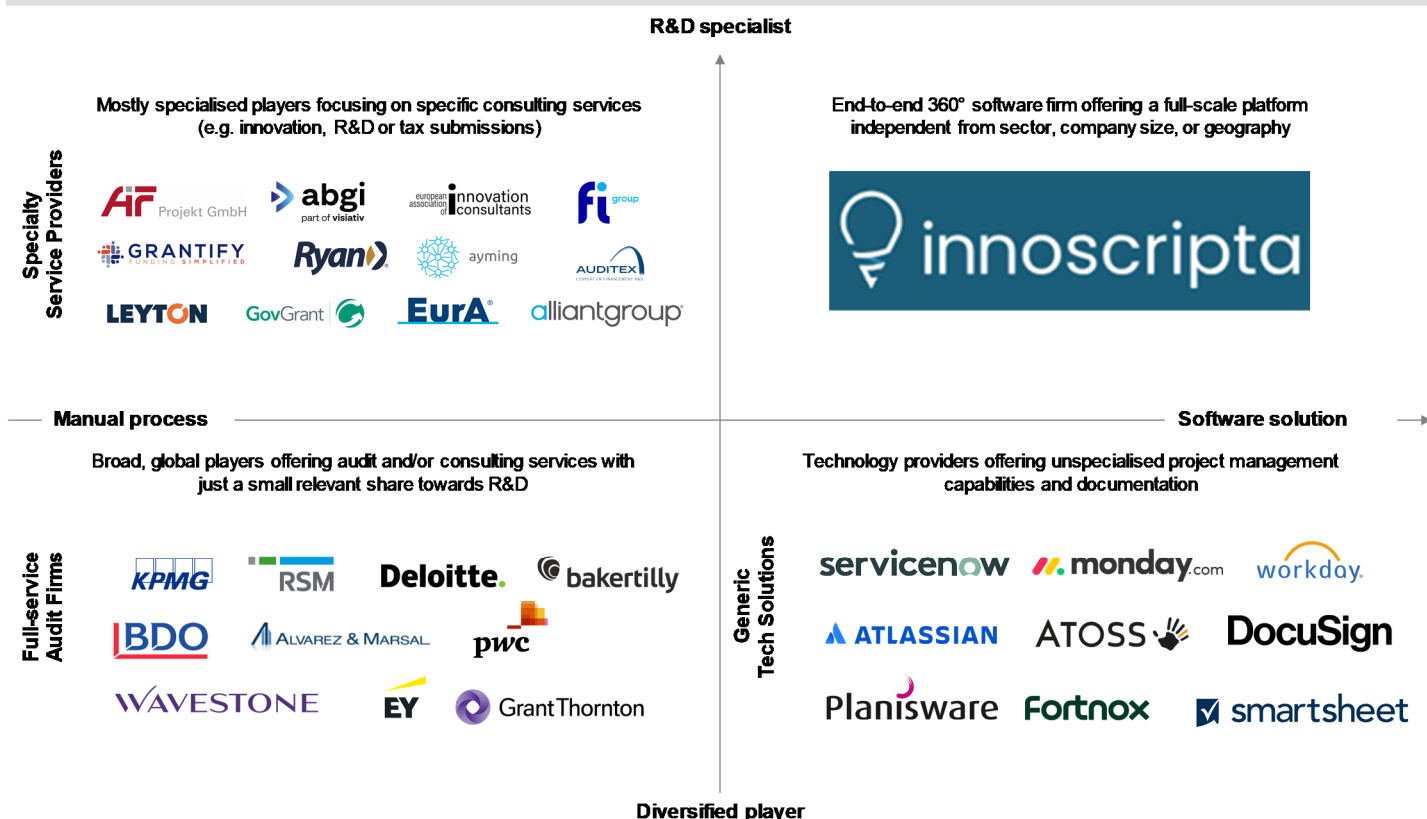 R&D specialist
Mostly specialised players focusing on specific consulting services
(e.g. innovation, R&D or tax submissions)
End-to-end 360° software firm offering a full-scale platform
independent from sector, company size, or geography
Specialty
Service Providers
AiF Projekt GmbH
abgi
part of visiativ
european association of innovation consultants
fi group
GRANTIFY
FUNDING SIMPLIFIED
Ryan
ayming
AUDITEX
L'EXPERT EN FINANCEMENT R&D
LEYTON
GovGrant
EurA®
alliantgroup
innoscripta
Manual process
Software solution
Broad, global players offering audit and/or consulting services with
just a small relevant share towards R&D
Technology providers offering unspecialised project management
capabilities and documentation
Full-service
Audit Firms
KPMG
RSM
Deloitte.
bakertilly
BDO
ALVAREZ & MARSAL
pwc
WAVESTONE
EY
GrantThornton
Generic
Tech Solutions
servicenow
monday.com
workday.
ATLASSIAN
ATOSS
DocuSign
Planisware
Fortnox
smartsheet
Diversified player